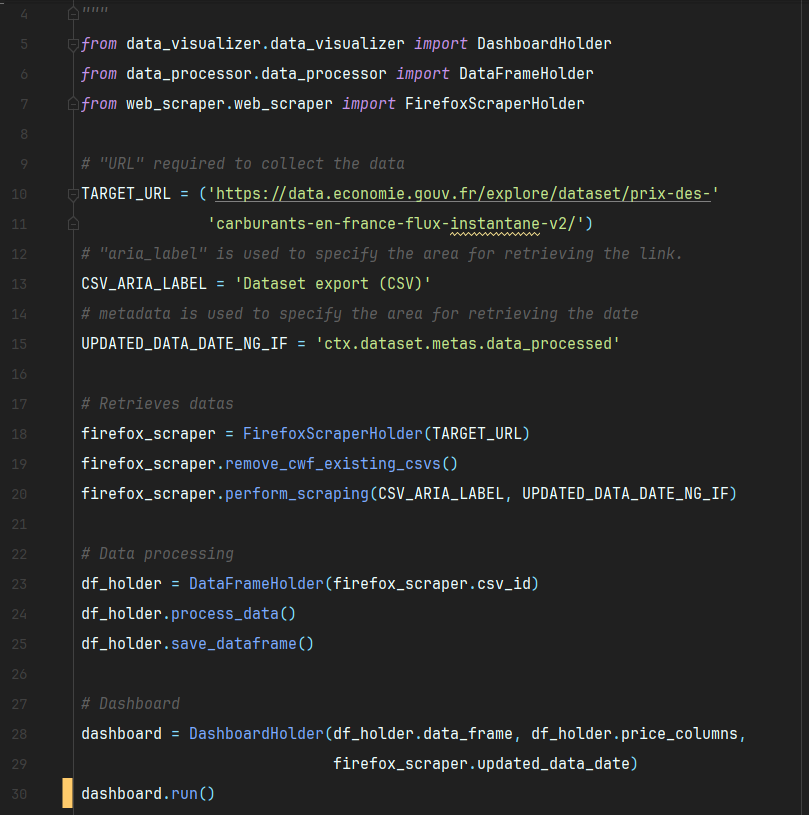 4 """
5 from data_visualizer.data_visualizer import DashboardHolder
6 from data_processor.data_processor import DataFrameHolder
7 from web_scraper.web_scraper import FirefoxScraperHolder
8
9 # "URL" required to collect the data
10 TARGET_URL = ('https://data.economie.gouv.fr/explore/dataset/prix-des-'
11 'carburants-en-france-flux-instantane-v2/')
12 # "aria_label" is used to specify the area for retrieving the link.
13 CSV_ARIA_LABEL = 'Dataset export (CSV)'
14 # metadata is used to specify the area for retrieving the date
15 UPDATED_DATA_DATE_NG_IF = 'ctx.dataset.metas.data_processed'
16
17 # Retrieves datas
18 firefox_scraper = FirefoxScraperHolder(TARGET_URL)
19 firefox_scraper.remove_cwf_existing_csvs()
20 firefox_scraper.perform_scraping(CSV_ARIA_LABEL, UPDATED_DATA_DATE_NG_IF)
21
22 # Data processing
23 df_holder = DataFrameHolder(firefox_scraper.csv_id)
24 df_holder.process_data()
25 df_holder.save_dataframe()
26
27 # Dashboard
28 dashboard = DashboardHolder(df_holder.data_frame, df_holder.price_columns,
29 firefox_scraper.updated_data_date)
30 dashboard.run()